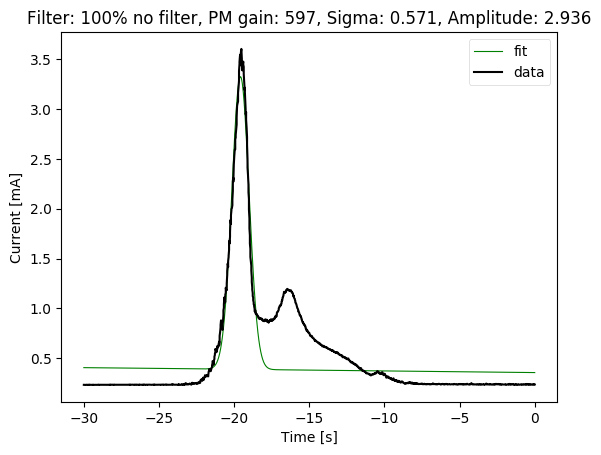 Filter: 100% no filter, PM gain: 597, Sigma: 0.571, Amplitude: 2.936
fit
data
3.5
3.0
2.5
2.0
1.5
1.0
0.5
Current [mA]
−30 −25 −20 −15 −10 −5 0
Time [s]